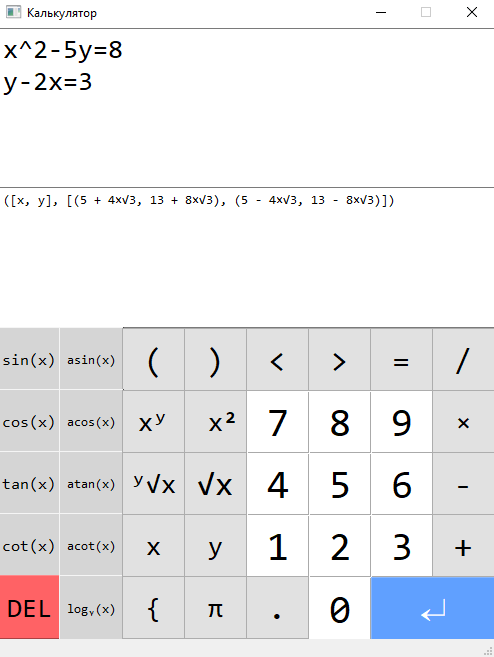 Калькулятор
x^2-5y=8
y-2x=3
([x, y], [(5 + 4×√3, 13 + 8×√3), (5 - 4×√3, 13 - 8×√3)])
sin(x) asin(x) ( ) < > = /
cos(x) acos(x) xʸ x² 7 8 9 ×
tan(x) atan(x) ʸ√x √x 4 5 6 -
cot(x) acot(x) x y 1 2 3 +
DEL logᵧ(x) { π . 0